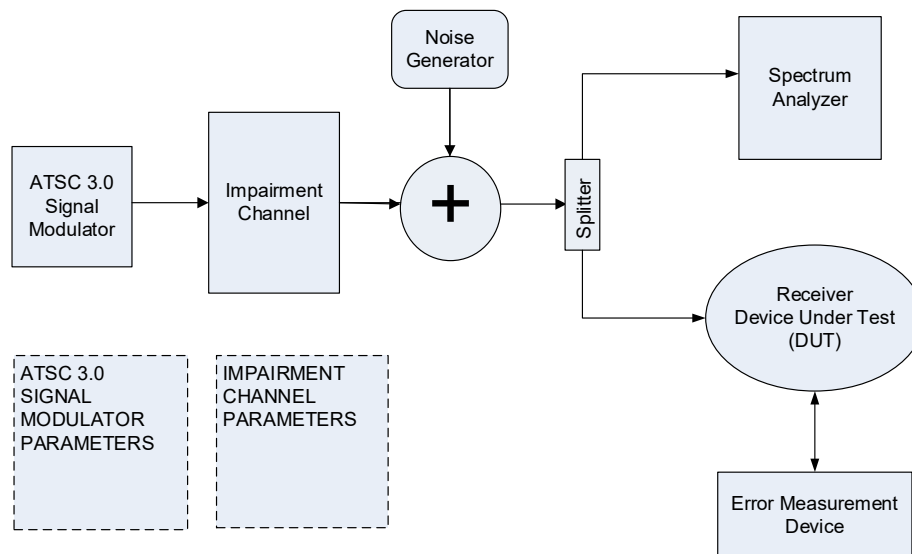 Noise
Generator
Spectrum
Analyzer
ATSC 3.0
Signal
Modulator
Impairment
Channel
+
Splitter
Receiver
Device Under Test
(DUT)
ATSC 3.0
SIGNAL
MODULATOR
PARAMETERS
IMPAIRMENT
CHANNEL
PARAMETERS
Error Measurement
Device